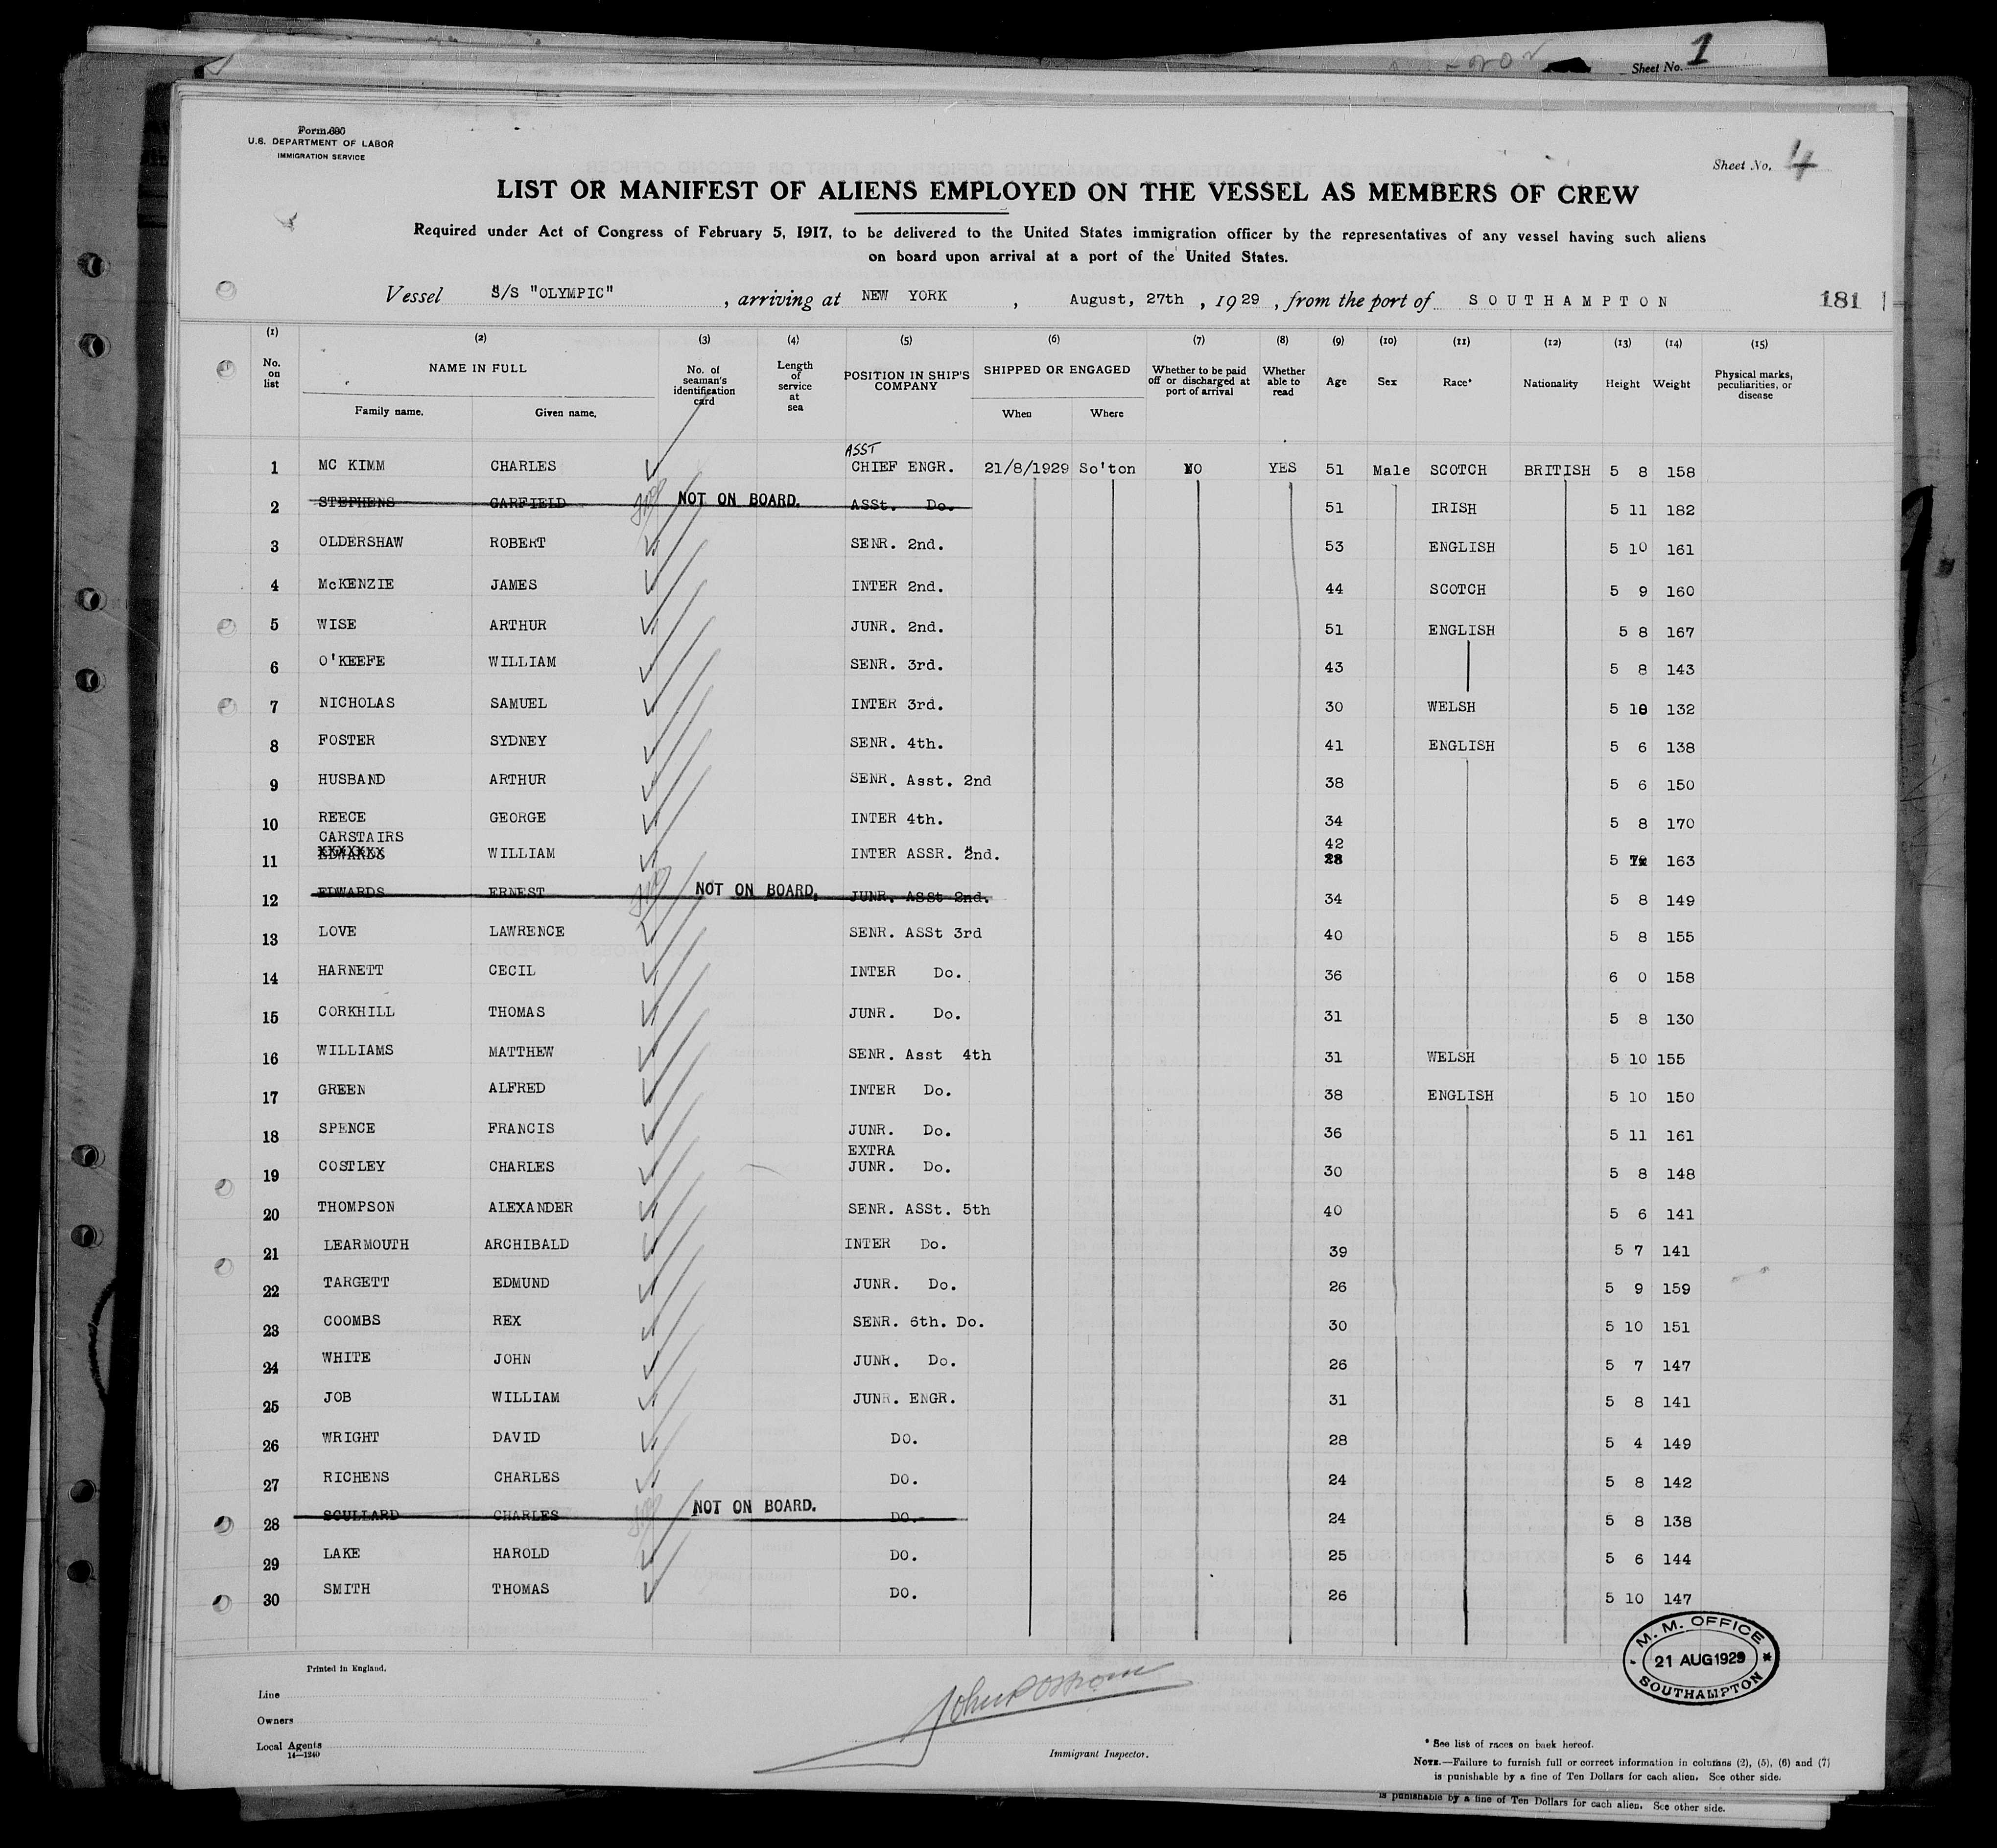 Sheet No. 1
Form 680
U.S. DEPARTMENT OF LABOR
IMMIGRATION SERVICE
Sheet No. 4
LIST OR MANIFEST OF ALIENS EMPLOYED ON THE VESSEL AS MEMBERS OF CREW
Required under Act of Congress of February 5, 1917, to be delivered to the United States immigration officer by the representatives of any vessel having such aliens
on board upon arrival at a port of the United States.
Vessel S/S "OLYMPIC", arriving at NEW YORK, August, 27th, 1929, from the port of SOUTHAMPTON 181
(1) (2) (3) (4) (5) (6) (7) (8) (9) (10) (11) (12) (13) (14) (15)
No. on list NAME IN FULL Family name. Given name. No. of seaman's identification card Length of service at sea POSITION IN SHIP'S COMPANY SHIPPED OR ENGAGED When Where Whether to be paid off or discharged at port of arrival Whether able to read Age Sex Race* Nationality Height Weight Physical marks, peculiarities, or disease
ASST
1 MC KIMM CHARLES CHIEF ENGR. 21/8/1929 So'ton NO YES 51 Male SCOTCH BRITISH 5 8 158
2 STEPHENS GARFIELD NOT ON BOARD. ASSt. Do. 51 IRISH 5 11 182
3 OLDERSHAW ROBERT SENR. 2nd. 53 ENGLISH 5 10 161
4 McKENZIE JAMES INTER 2nd. 44 SCOTCH 5 9 160
5 WISE ARTHUR JUNR. 2nd. 51 ENGLISH 5 8 167
6 O'KEEFE WILLIAM SENR. 3rd. 43 5 8 143
7 NICHOLAS SAMUEL INTER 3rd. 30 WELSH 5 10 132
8 FOSTER SYDNEY SENR. 4th. 41 ENGLISH 5 6 138
9 HUSBAND ARTHUR SENR. Asst. 2nd 38 5 6 150
10 REECE GEORGE INTER 4th. 34 5 8 170
CARSTAIRS 42
11 EDWARDS WILLIAM INTER ASSR. 2nd. 28 5 163
12 EDWARDS ERNEST NOT ON BOARD. JUNR. ASSt 2nd. 34 5 8 149
13 LOVE LAWRENCE SENR. ASSt 3rd 40 5 8 155
14 HARNETT CECIL INTER Do. 36 6 0 158
15 CORKHILL THOMAS JUNR. Do. 31 5 8 130
16 WILLIAMS MATTHEW SENR. Asst 4th 31 WELSH 5 10 155
17 GREEN ALFRED INTER Do. 38 ENGLISH 5 10 150
18 SPENCE FRANCIS JUNR. Do. 36 5 11 161
EXTRA
19 COSTLEY CHARLES JUNR. Do. 30 5 8 148
20 THOMPSON ALEXANDER SENR. ASSt. 5th 40 5 6 141
21 LEARMOUTH ARCHIBALD INTER Do. 39 5 7 141
22 TARGETT EDMUND JUNR. Do. 26 5 9 159
23 COOMBS REX SENR. 6th. Do. 30 5 10 151
24 WHITE JOHN JUNR. Do. 26 5 7 147
25 JOB WILLIAM JUNR. ENGR. 31 5 8 141
26 WRIGHT DAVID DO. 28 5 4 149
27 RICHENS CHARLES DO. 24 5 8 142
28 SCULLARD CHARLES NOT ON BOARD. DO. 24 5 8 138
29 LAKE HAROLD DO. 25 5 6 144
30 SMITH THOMAS DO. 26 5 10 147
M. M. OFFICE
21 AUG 1929
SOUTHAMPTON
Printed in England.
Line
Owners
Local Agents
14—1240
Immigrant Inspector.
* See list of races on back hereof.
NOTE.—Failure to furnish full or correct information in columns (2), (5), (6) and (7)
is punishable by a fine of Ten Dollars for each alien. See other side.
is punishable by a fine of Ten Dollars for each alien. See other side.